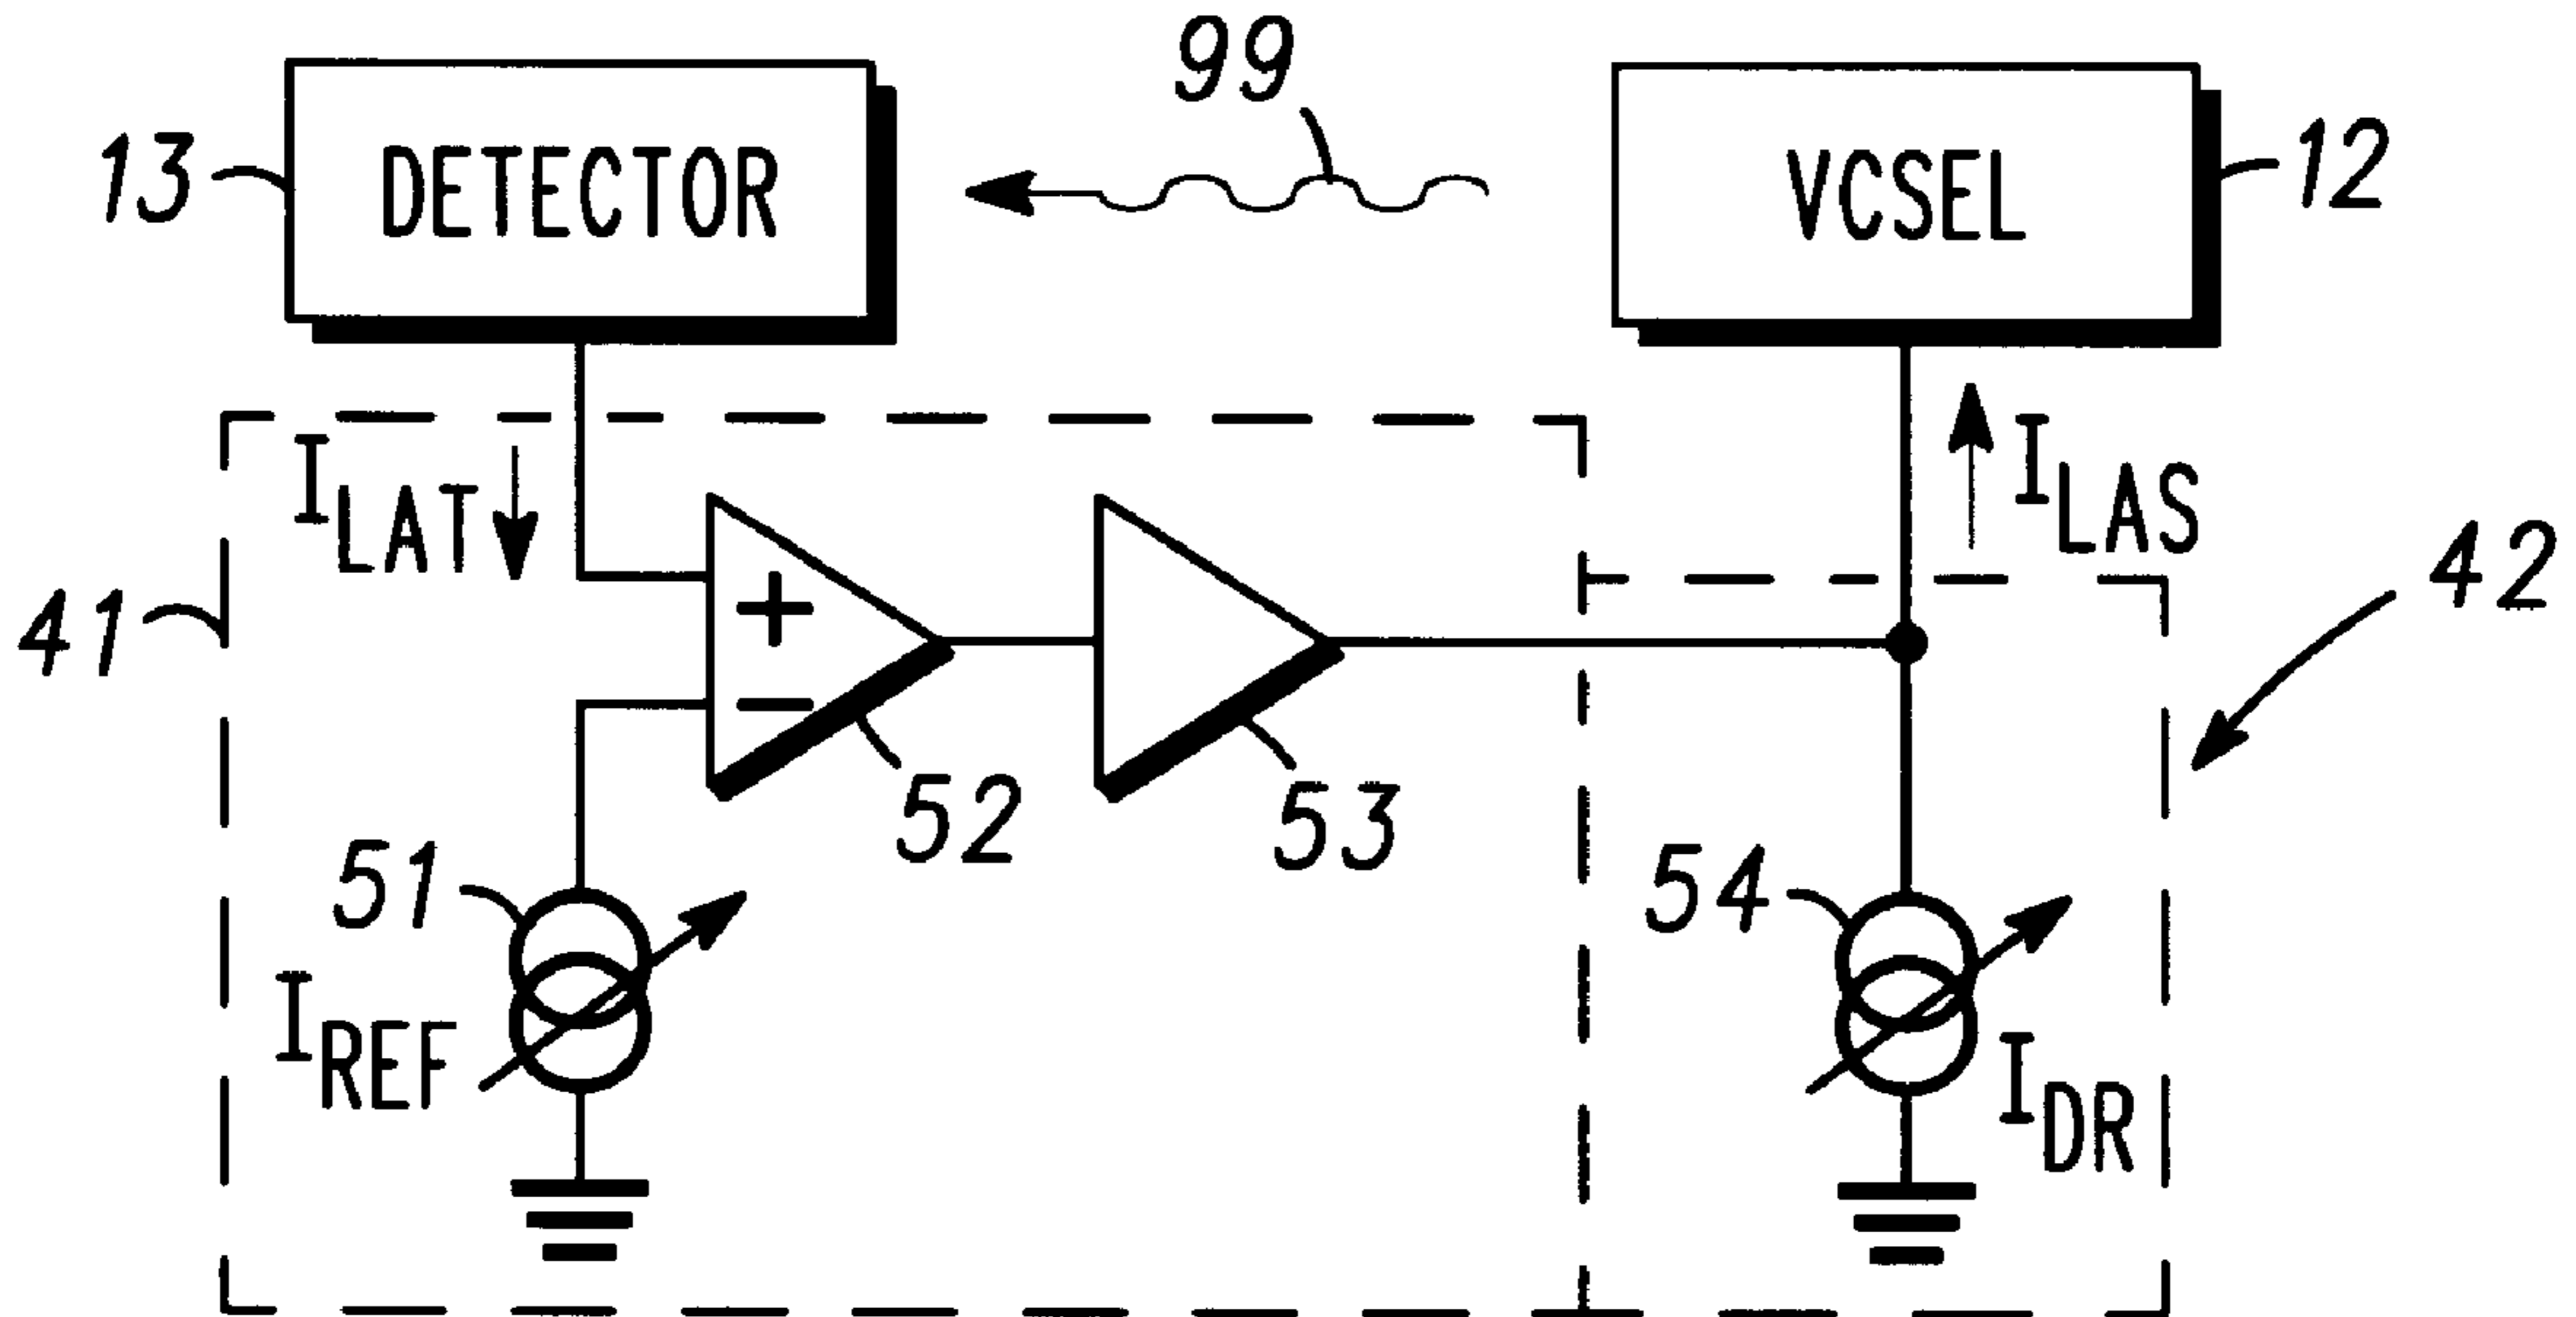 99
13
DETECTOR
VCSEL
12
I_LAT
I_LAS
41
42
+
−
52
53
51
54
I_REF
I_DR